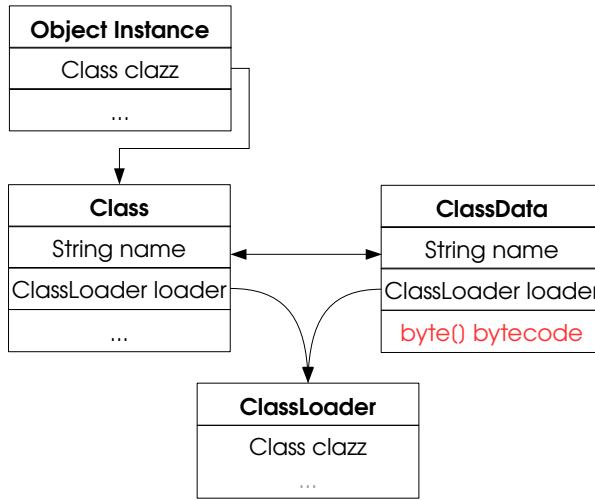 Object Instance
Class clazz
...
Class
String name
ClassLoader loader
...
ClassData
String name
ClassLoader loader
byte() bytecode
ClassLoader
Class clazz
...